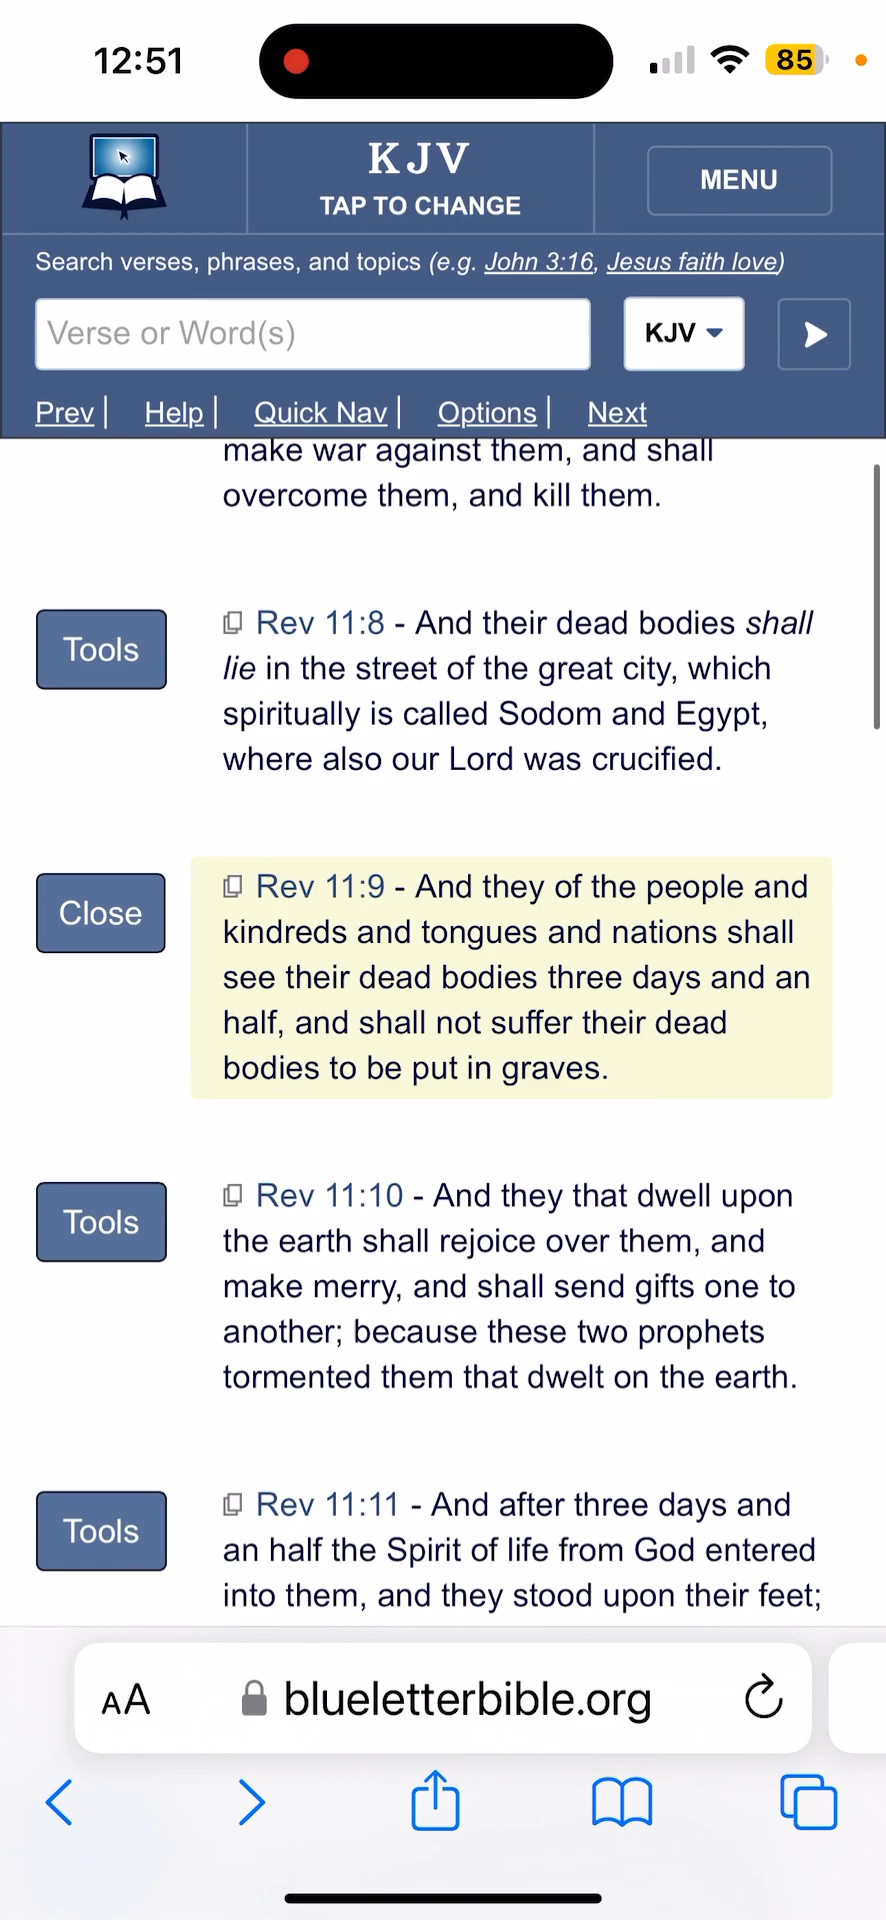 12:51
85
KJV
TAP TO CHANGE
MENU
Search verses, phrases, and topics (e.g. John 3:16, Jesus faith love)
Verse or Word(s)
KJV
Prev | Help | Quick Nav | Options | Next
make war against them, and shall
overcome them, and kill them.
Tools
Rev 11:8 - And their dead bodies shall
lie in the street of the great city, which
spiritually is called Sodom and Egypt,
where also our Lord was crucified.
Close
Rev 11:9 - And they of the people and
kindreds and tongues and nations shall
see their dead bodies three days and an
half, and shall not suffer their dead
bodies to be put in graves.
Tools
Rev 11:10 - And they that dwell upon
the earth shall rejoice over them, and
make merry, and shall send gifts one to
another; because these two prophets
tormented them that dwelt on the earth.
Tools
Rev 11:11 - And after three days and
an half the Spirit of life from God entered
into them, and they stood upon their feet;
AA
blueletterbible.org